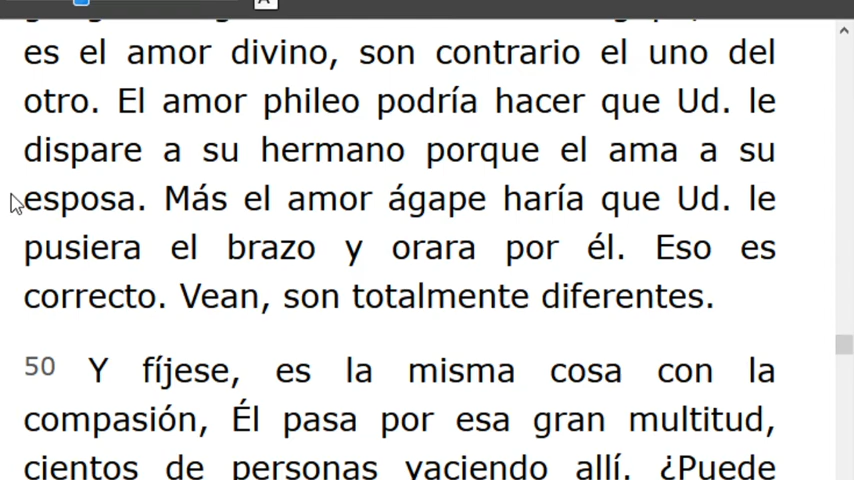 es el amor divino, son contrario el uno del
otro. El amor phileo podría hacer que Ud. le
dispare a su hermano porque el ama a su
esposa. Más el amor ágape haría que Ud. le
pusiera el brazo y orara por él. Eso es
correcto. Vean, son totalmente diferentes.
50 Y fíjese, es la misma cosa con la
compasión, Él pasa por esa gran multitud,
cientos de personas yaciendo allí. ¿Puede